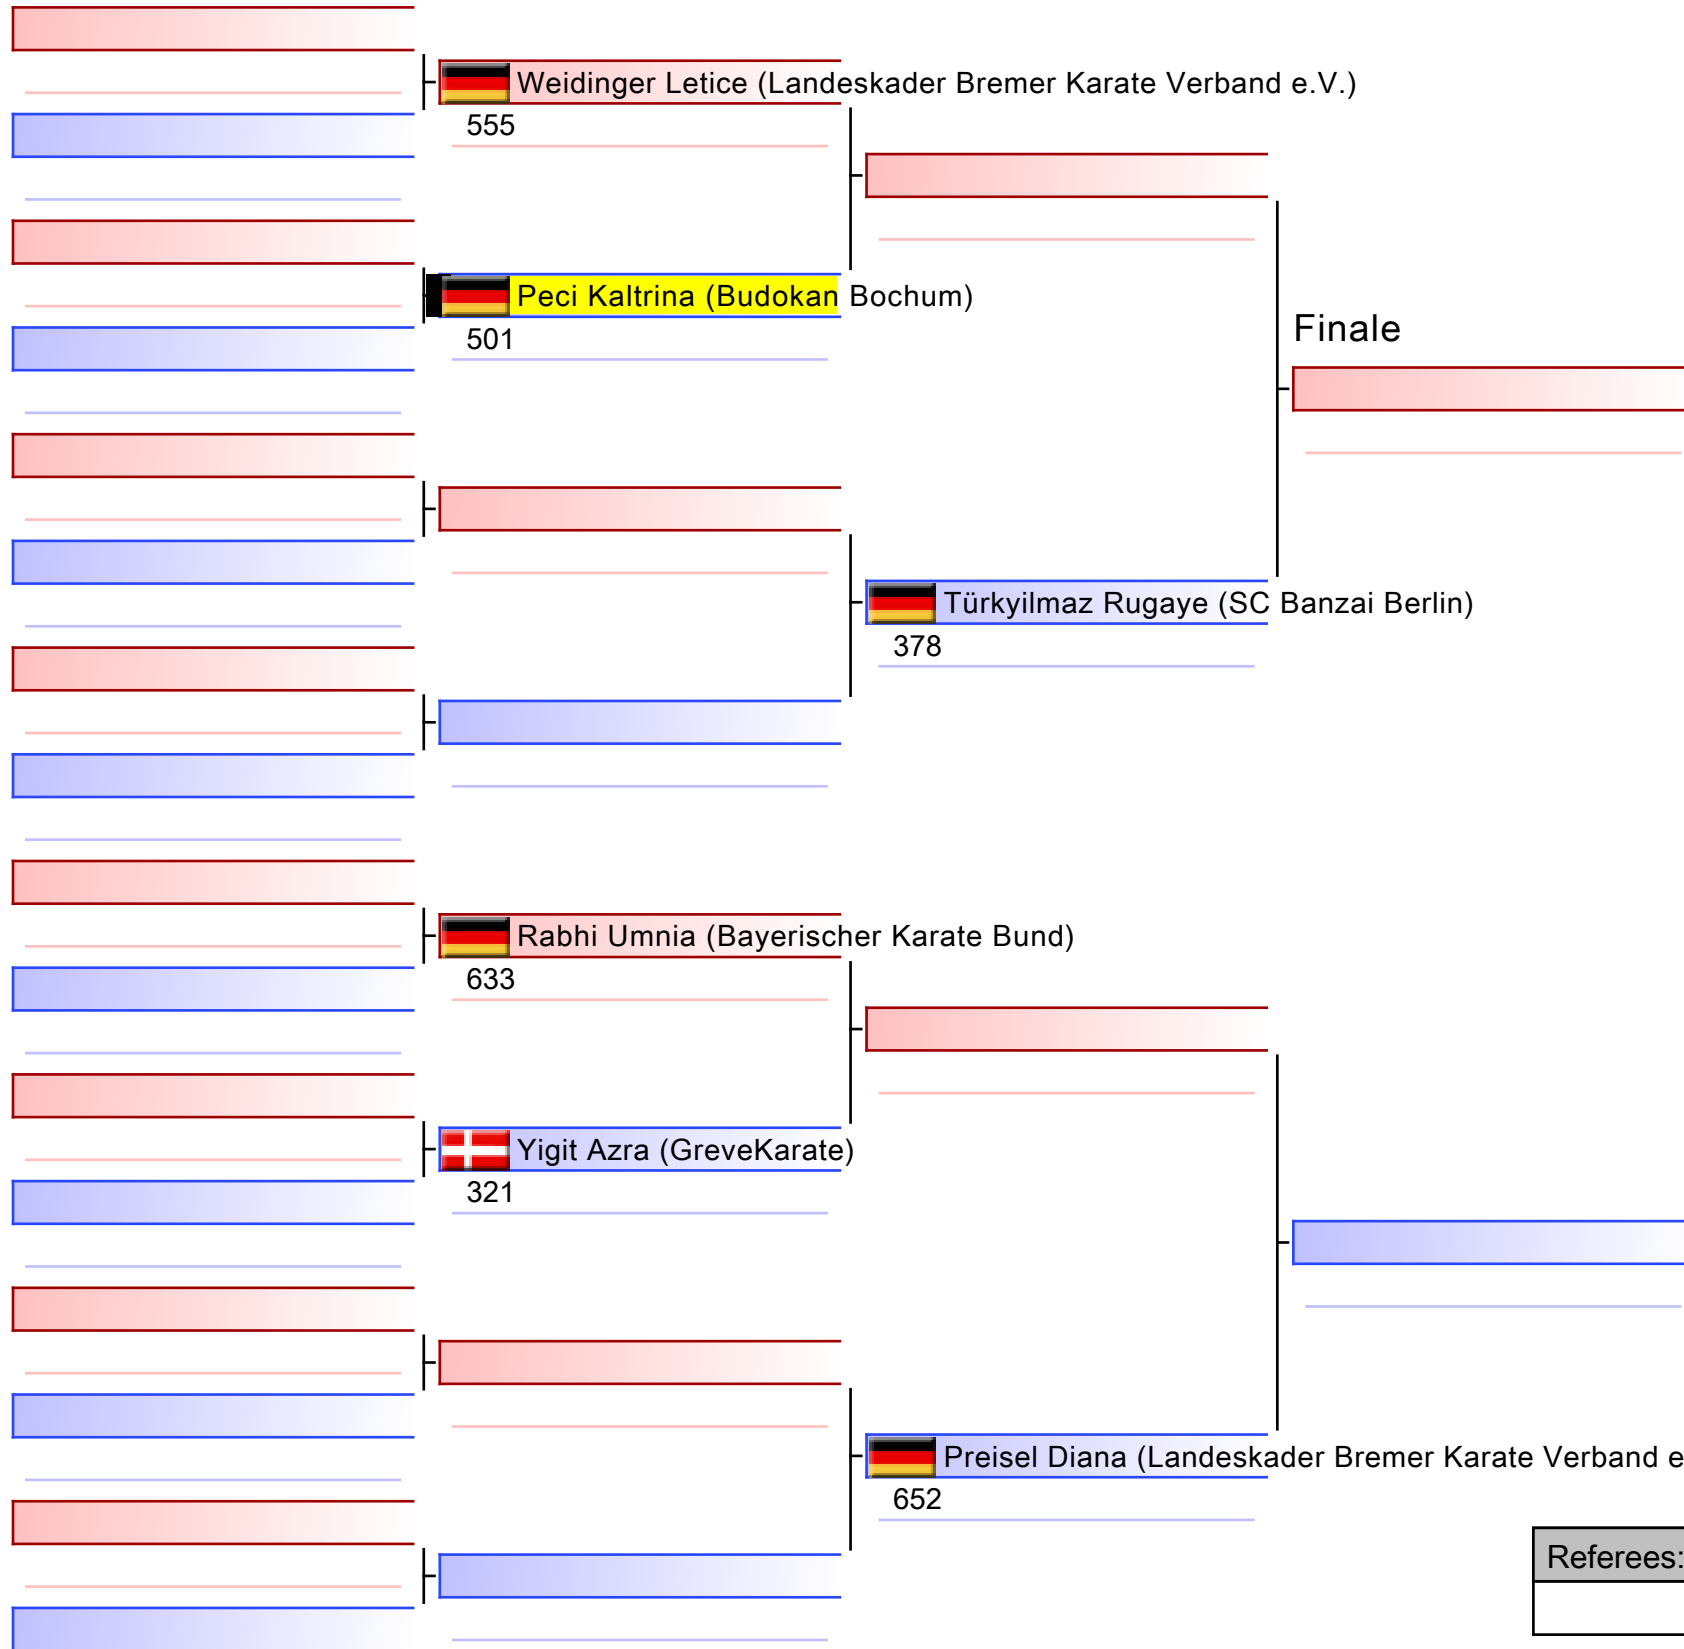 Weidinger Letice (Landeskader Bremer Karate Verband e.V.)
555
Peci Kaltrina (Budokan Bochum)
501
Finale
Türkyilmaz Rugaye (SC Banzai Berlin)
378
Rabhi Umnia (Bayerischer Karate Bund)
633
Yigit Azra (GreveKarate)
321
Preisel Diana (Landeskader Bremer Karate Verband e
652
Referees: